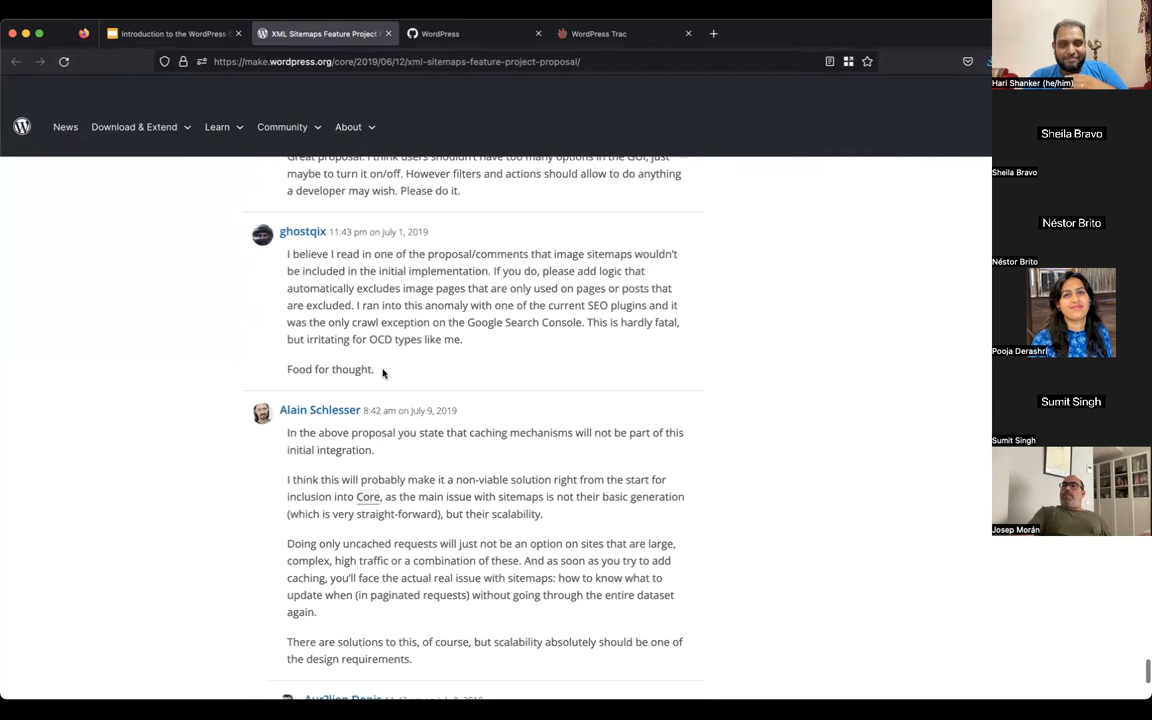 Introduction to the WordPress C
XML Sitemaps Feature Project
WordPress
WordPress Trac
https://make.wordpress.org/core/2019/06/12/xml-sitemaps-feature-project-proposal/
News
Download & Extend
Learn
Community
About
Great proposal. I think users shouldn't have too many options in the GUI, just
maybe to turn it on/off. However filters and actions should allow to do anything
a developer may wish. Please do it.
ghostqix 11:43 pm on July 1, 2019
I believe I read in one of the proposal/comments that image sitemaps wouldn't
be included in the initial implementation. If you do, please add logic that
automatically excludes image pages that are only used on pages or posts that
are excluded. I ran into this anomaly with one of the current SEO plugins and it
was the only crawl exception on the Google Search Console. This is hardly fatal,
but irritating for OCD types like me.
Food for thought.
Alain Schlesser 8:42 am on July 9, 2019
In the above proposal you state that caching mechanisms will not be part of this
initial integration.
I think this will probably make it a non-viable solution right from the start for
inclusion into Core, as the main issue with sitemaps is not their basic generation
(which is very straight-forward), but their scalability.
Doing only uncached requests will just not be an option on sites that are large,
complex, high traffic or a combination of these. And as soon as you try to add
caching, you'll face the actual real issue with sitemaps: how to know what to
update when (in paginated requests) without going through the entire dataset
again.
There are solutions to this, of course, but scalability absolutely should be one of
the design requirements.
Hari Shanker (he/him)
Sheila Bravo
Sheila Bravo
Néstor Brito
Néstor Brito
Pooja Derashri
Sumit Singh
Sumit Singh
Josep Morán